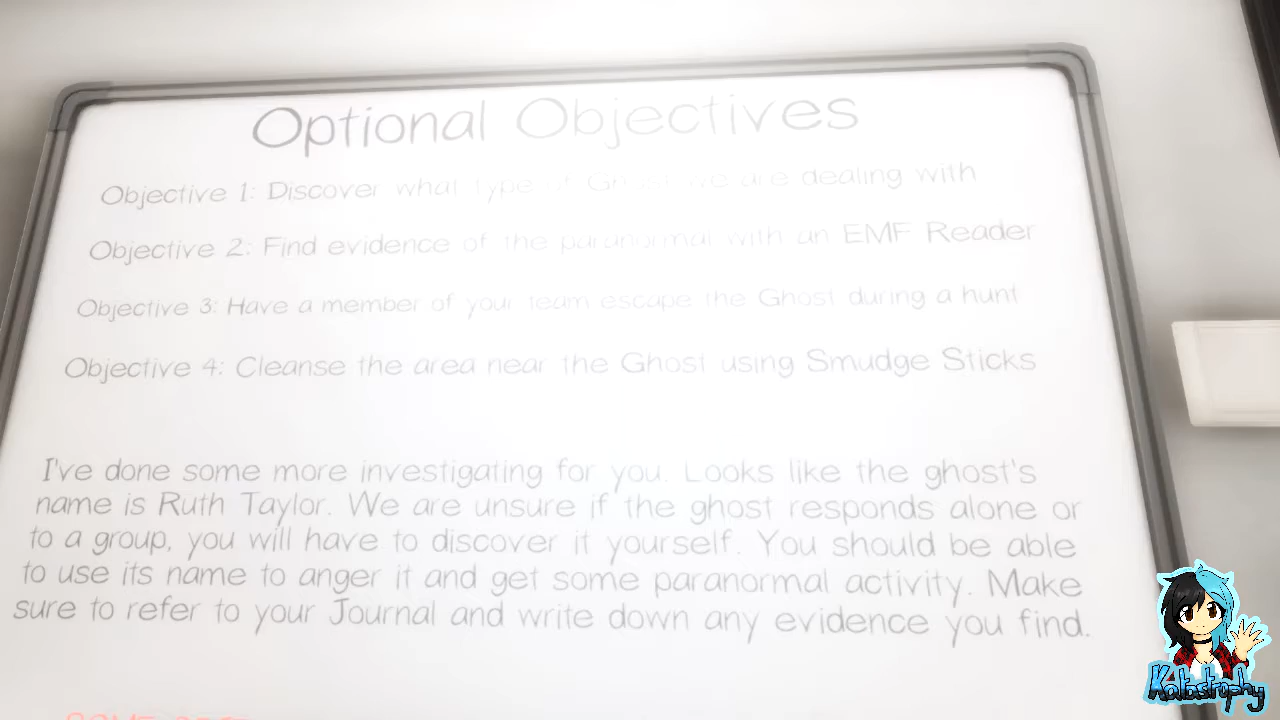 Optional Objectives
Objective 1: Discover what type of Ghost we are dealing with
Objective 2: Find evidence of the paranormal with an EMF Reader
Objective 3: Have a member of your team escape the Ghost during a hunt
Objective 4: Cleanse the area near the Ghost using Smudge Sticks
I've done some more investigating for you. Looks like the ghost's
name is Ruth Taylor. We are unsure if the ghost responds alone or
to a group, you will have to discover it yourself. You should be able
to use its name to anger it and get some paranormal activity. Make
sure to refer to your Journal and write down any evidence you find.
Katastrophy